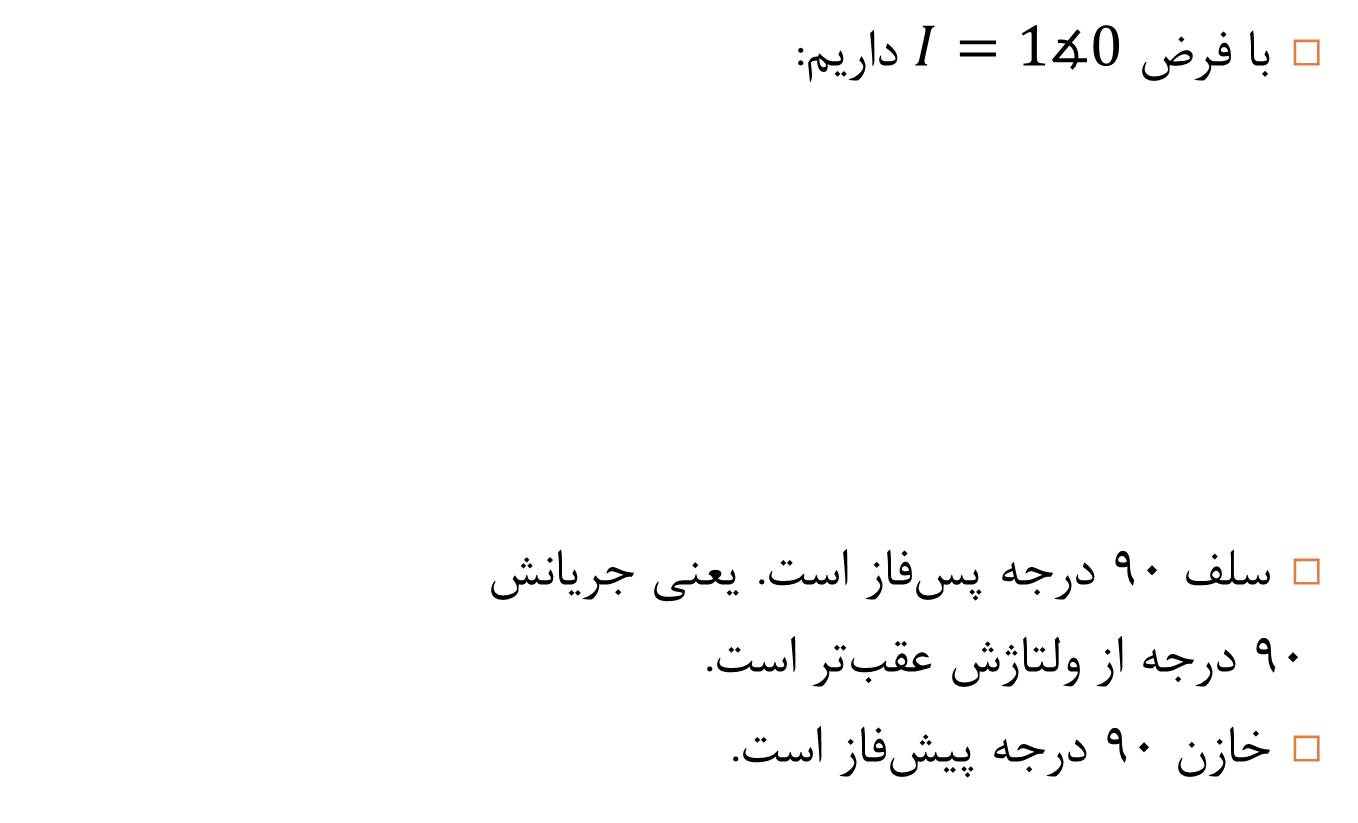 با فرض I = 1∡0 داریم:
سلف ۹۰ درجه پس‌فاز است. یعنی جریانش
۹۰ درجه از ولتاژش عقب‌تر است.
خازن ۹۰ درجه پیش‌فاز است.